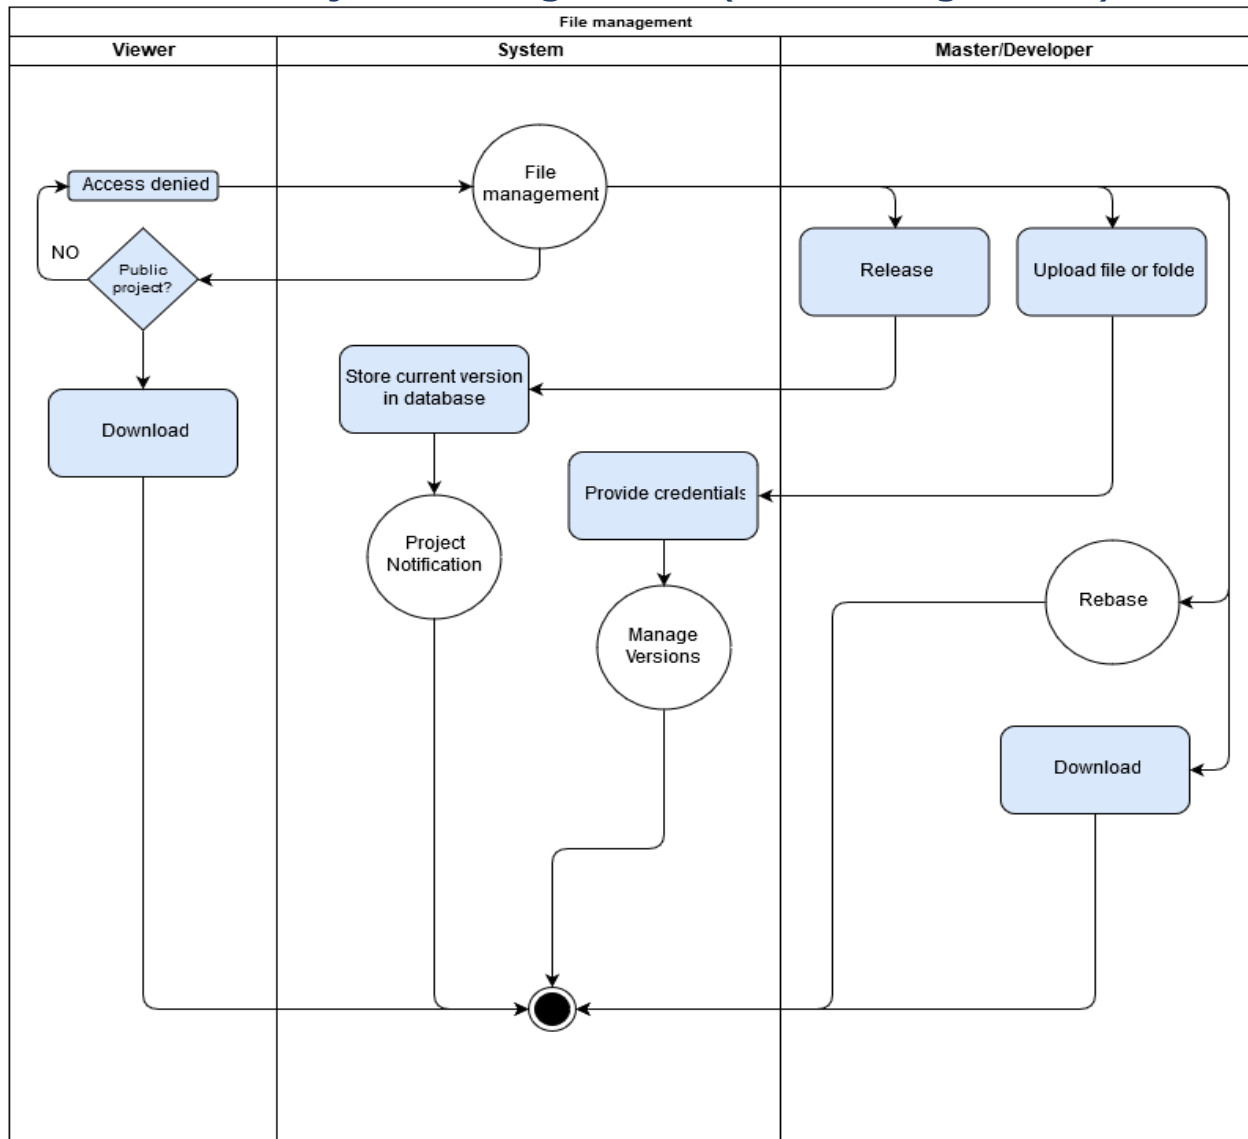 File management
Viewer
System
Master/Developer
File
management
Access denied
NO
Public
project?
Release
Upload file or folde
Store current version
in database
Download
Provide credentials
Project
Notification
Rebase
Manage
Versions
Download